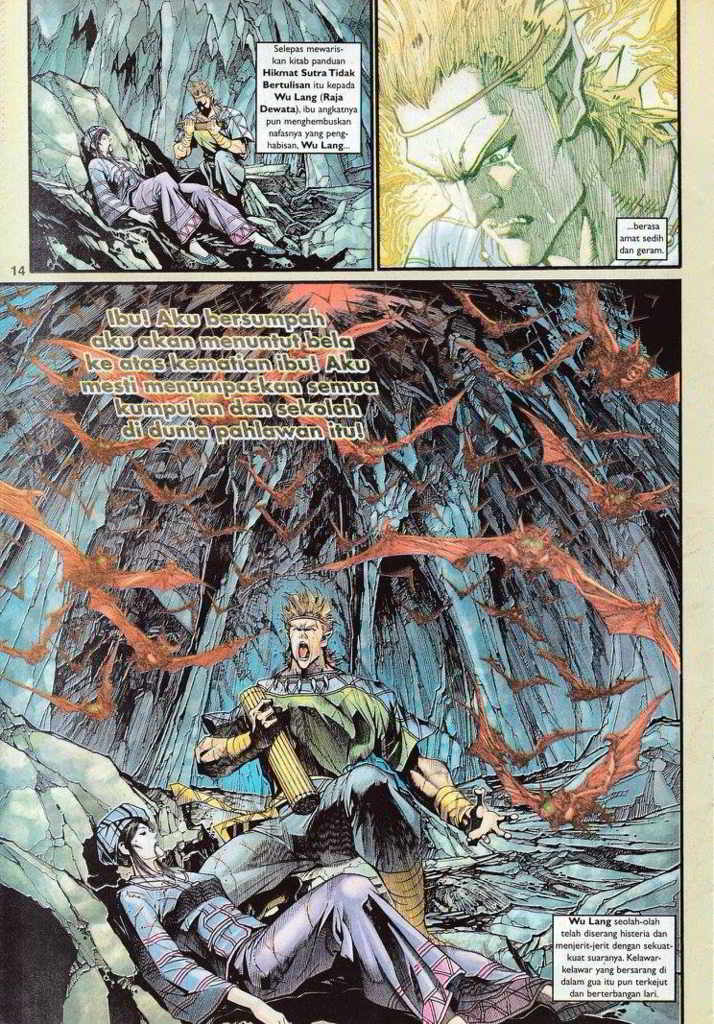 Selepas mewaris-
kan kitab panduan
Hikmat Sutra Tidak
Bertulisan itu kepada
Wu Lang (Raja
Dewata), ibu angkatnya
pun menghembuskan
nafasnya yang peng-
habisan, Wu Lang...
...berasa
amat sedih
dan geram.
14
Ibu! Aku bersumpah
aku akan menuntut bela
ke atas kematian ibu! Aku
mesti menumpaskan semua
kumpulan dan sekolah
di dunia pahlawan itu!
Wu Lang seolah-olah
telah diserang histeria dan
menjerit-jerit dengan sekuat-
kuat suaranya. Kelawar-
kelawar yang bersarang di
dalam gua itu pun terkejut
dan berterbangan lari.